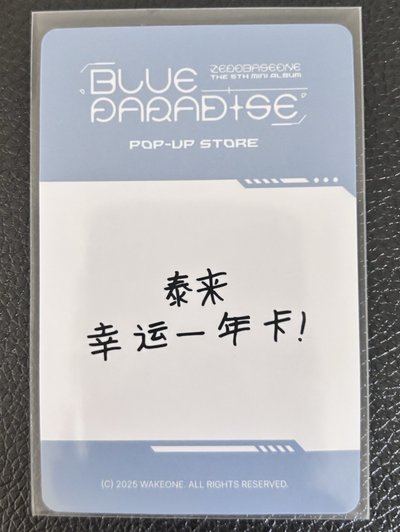 BLUE
PARADISE
ZEROBASEONE
THE 5TH MINI ALBUM
POP-UP STORE
泰来
幸运一年卡!
(C) 2025 WAKEONE. ALL RIGHTS RESERVED.